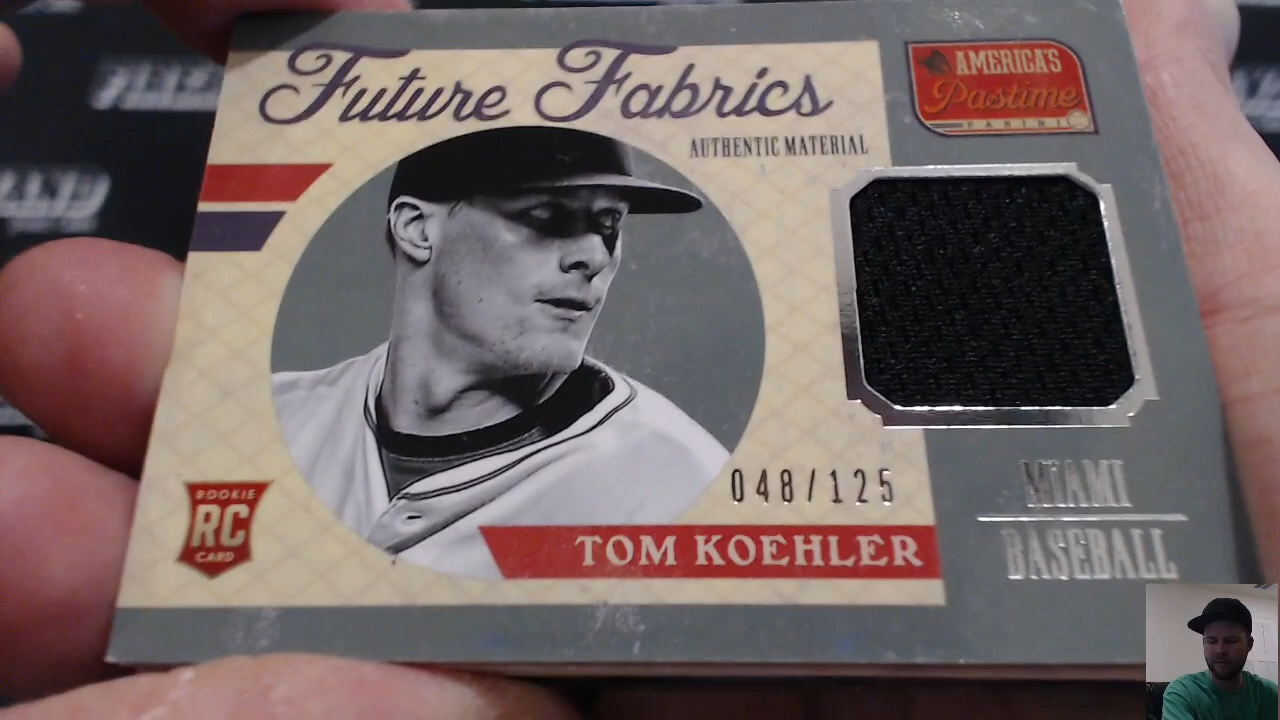 Future Fabrics
AUTHENTIC MATERIAL
AMERICA'S
Pastime
PANINI
048/125
TOM KOEHLER
ROOKIE
RC
CARD
MIAMI
BASEBALL